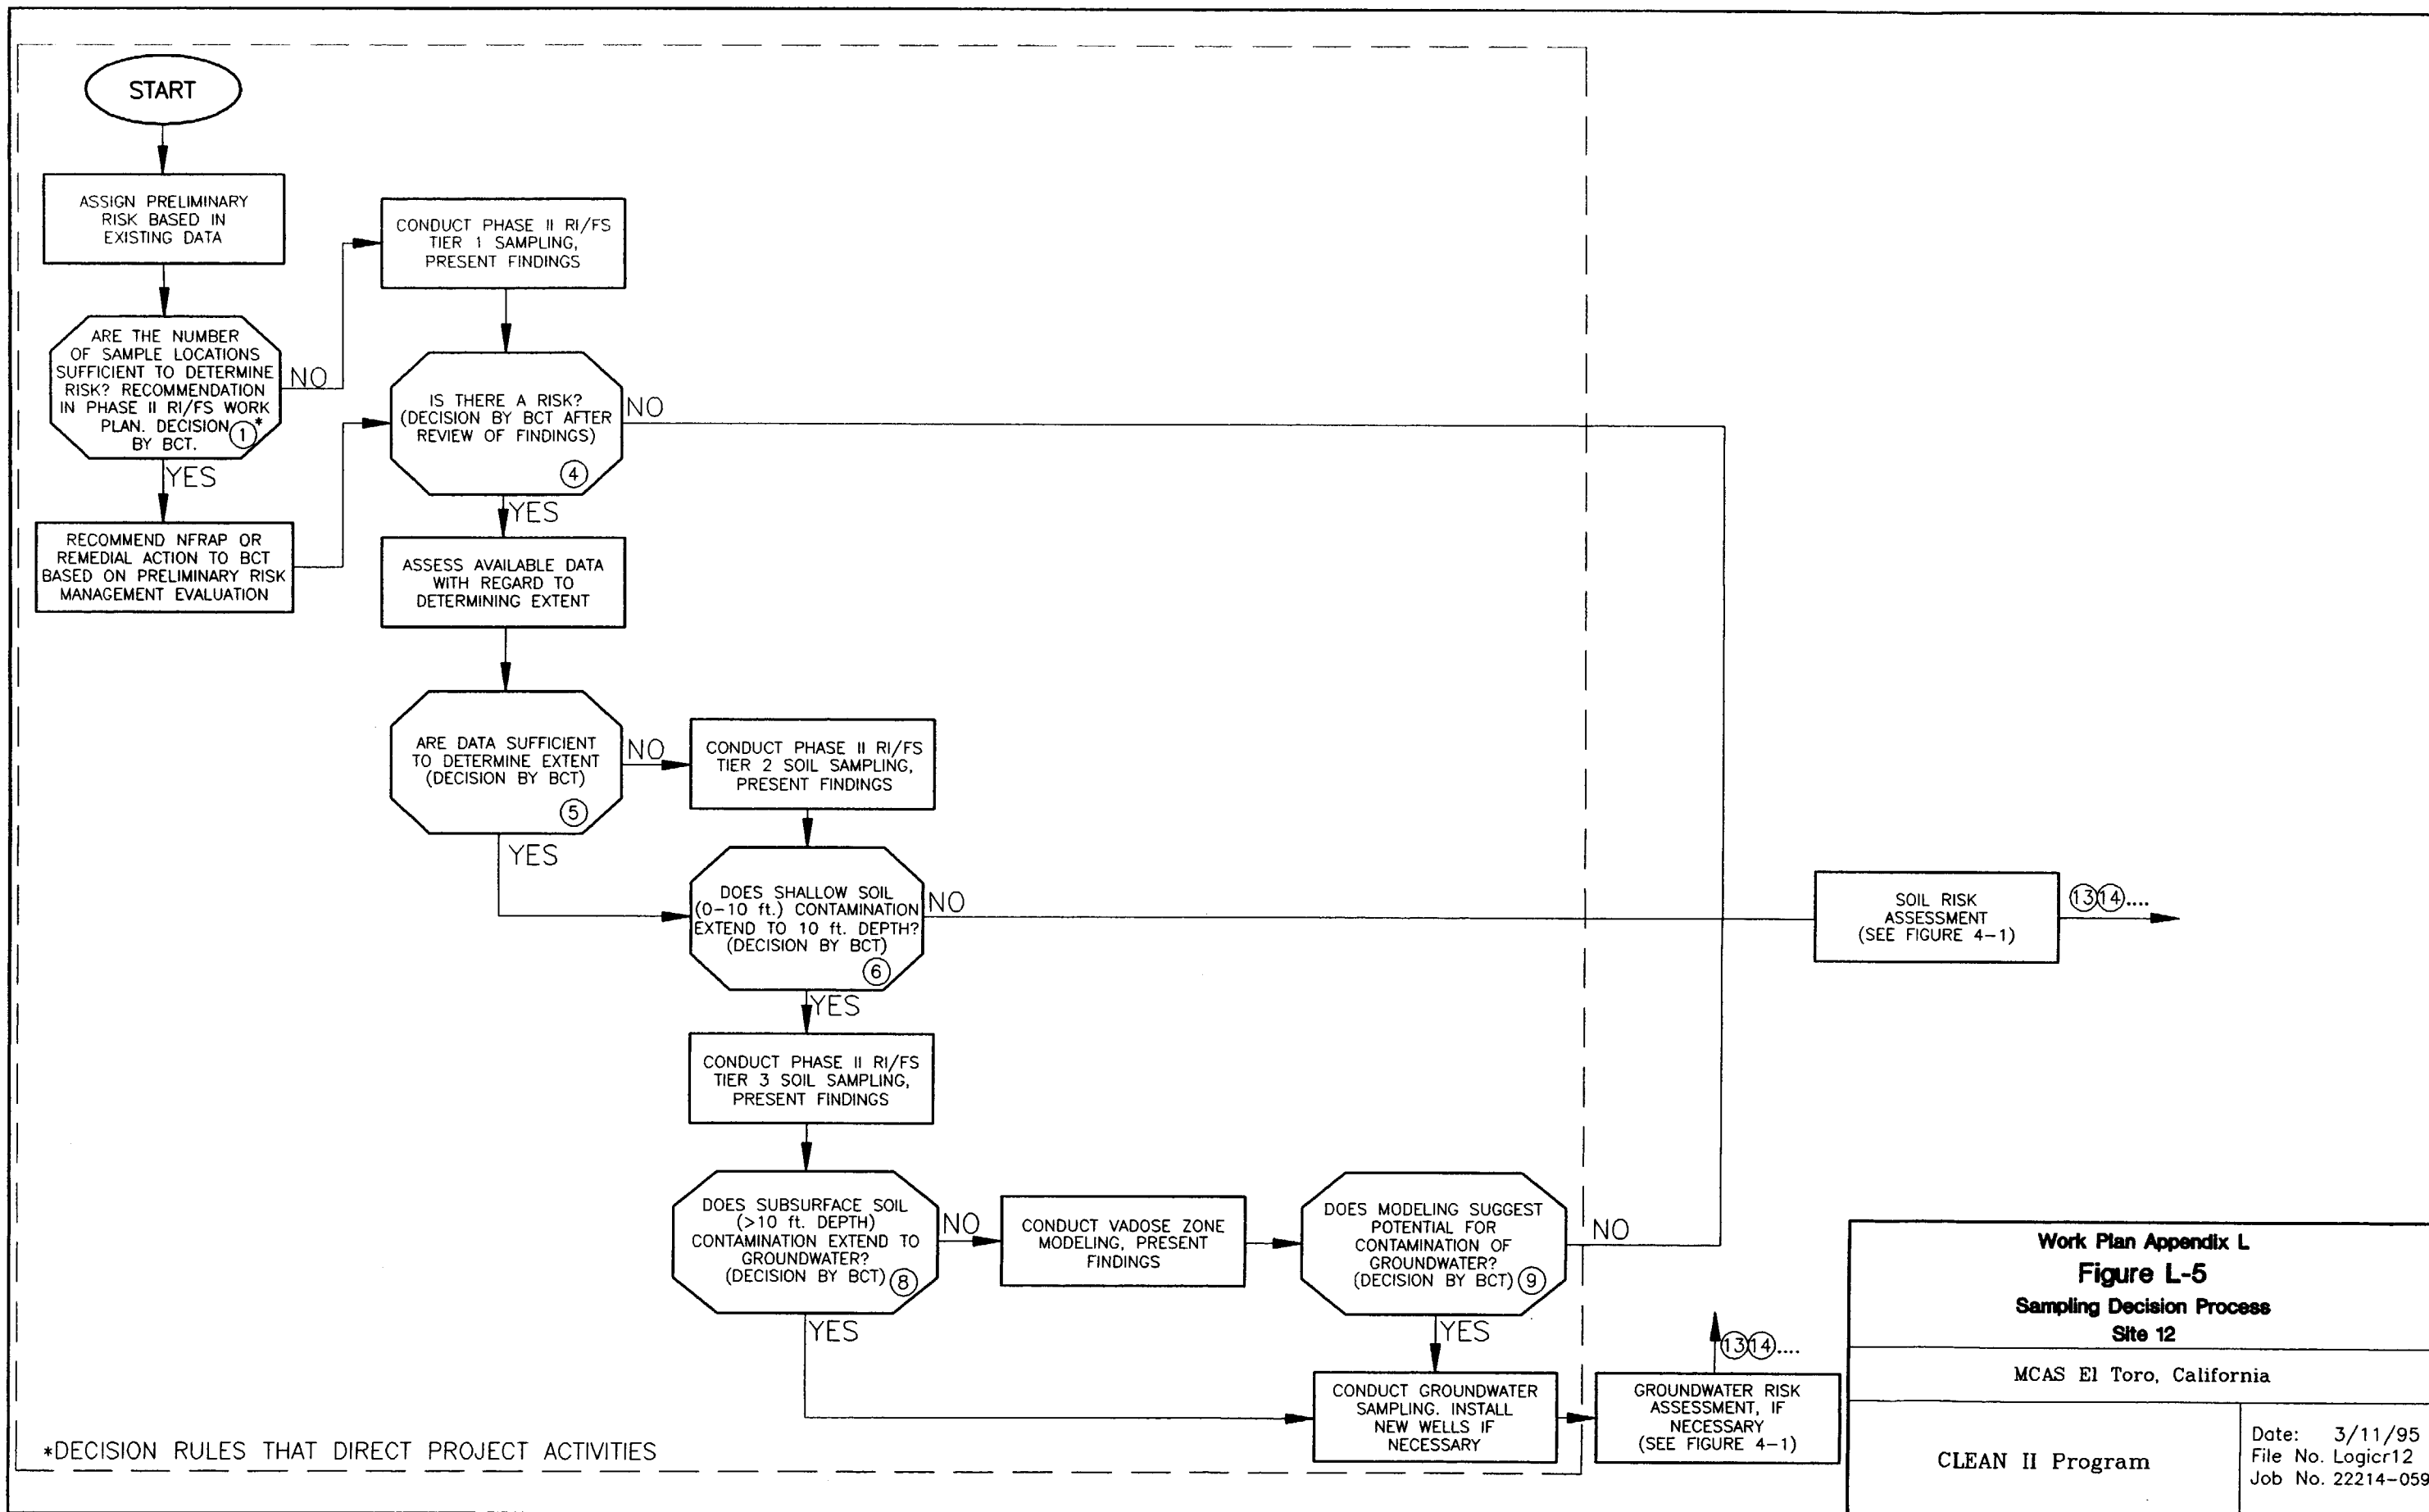 START
ASSIGN PRELIMINARY
RISK BASED IN
EXISTING DATA
ARE THE NUMBER
OF SAMPLE LOCATIONS
SUFFICIENT TO DETERMINE
RISK? RECOMMENDATION
IN PHASE II RI/FS WORK
PLAN. DECISION
BY BCT.
1*
NO
YES
RECOMMEND NFRAP OR
REMEDIAL ACTION TO BCT
BASED ON PRELIMINARY RISK
MANAGEMENT EVALUATION
CONDUCT PHASE II RI/FS
TIER 1 SAMPLING,
PRESENT FINDINGS
IS THERE A RISK?
(DECISION BY BCT AFTER
REVIEW OF FINDINGS)
4
NO
YES
ASSESS AVAILABLE DATA
WITH REGARD TO
DETERMINING EXTENT
ARE DATA SUFFICIENT
TO DETERMINE EXTENT
(DECISION BY BCT)
5
NO
YES
CONDUCT PHASE II RI/FS
TIER 2 SOIL SAMPLING,
PRESENT FINDINGS
DOES SHALLOW SOIL
(0-10 ft.) CONTAMINATION
EXTEND TO 10 ft. DEPTH?
(DECISION BY BCT)
6
NO
YES
SOIL RISK
ASSESSMENT
(SEE FIGURE 4-1)
13 14....
CONDUCT PHASE II RI/FS
TIER 3 SOIL SAMPLING,
PRESENT FINDINGS
DOES SUBSURFACE SOIL
(>10 ft. DEPTH)
CONTAMINATION EXTEND TO
GROUNDWATER?
(DECISION BY BCT)
8
NO
YES
CONDUCT VADOSE ZONE
MODELING, PRESENT
FINDINGS
DOES MODELING SUGGEST
POTENTIAL FOR
CONTAMINATION OF
GROUNDWATER?
(DECISION BY BCT)
9
NO
YES
CONDUCT GROUNDWATER
SAMPLING. INSTALL
NEW WELLS IF
NECESSARY
13 14....
GROUNDWATER RISK
ASSESSMENT, IF
NECESSARY
(SEE FIGURE 4-1)
*DECISION RULES THAT DIRECT PROJECT ACTIVITIES
Work Plan Appendix L
Figure L-5
Sampling Decision Process
Site 12
MCAS El Toro, California
CLEAN II Program
Date: 3/11/95
File No. Logicr12
Job No. 22214-059